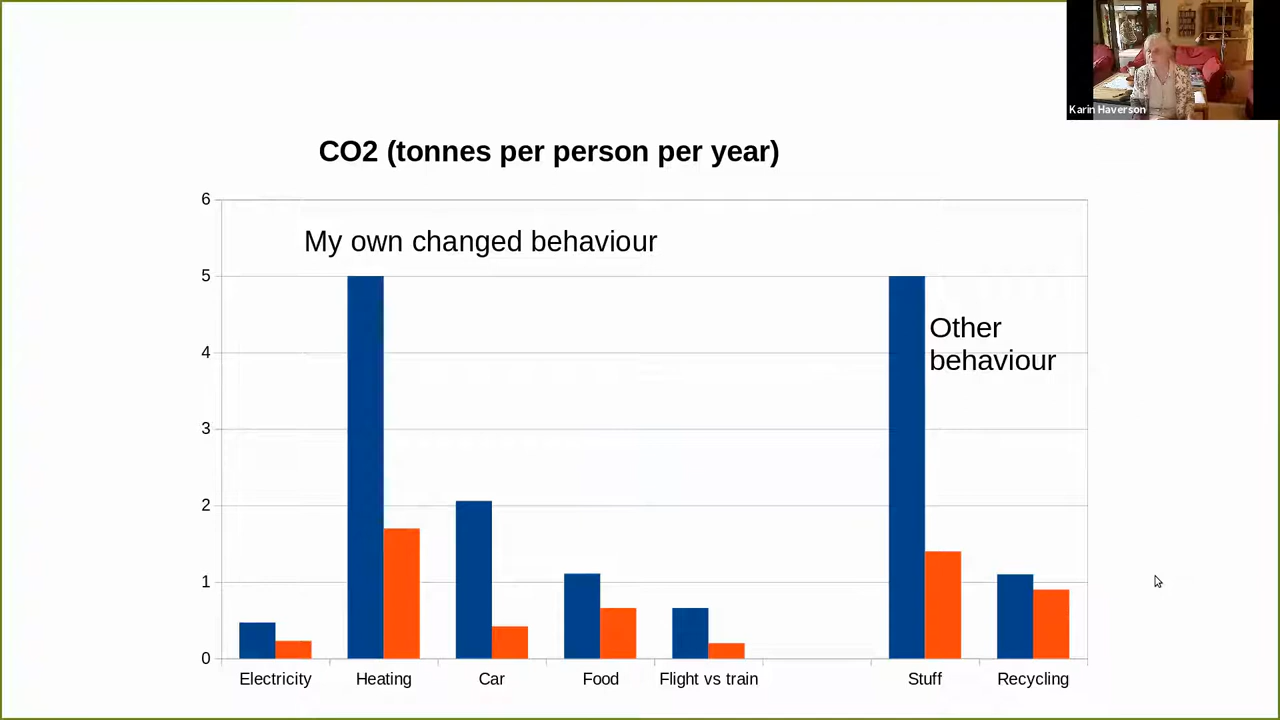 Karin Haverson
CO2 (tonnes per person per year)
6
My own changed behaviour
5
Other
behaviour
4
3
2
1
0
Electricity
Heating
Car
Food
Flight vs train
Stuff
Recycling